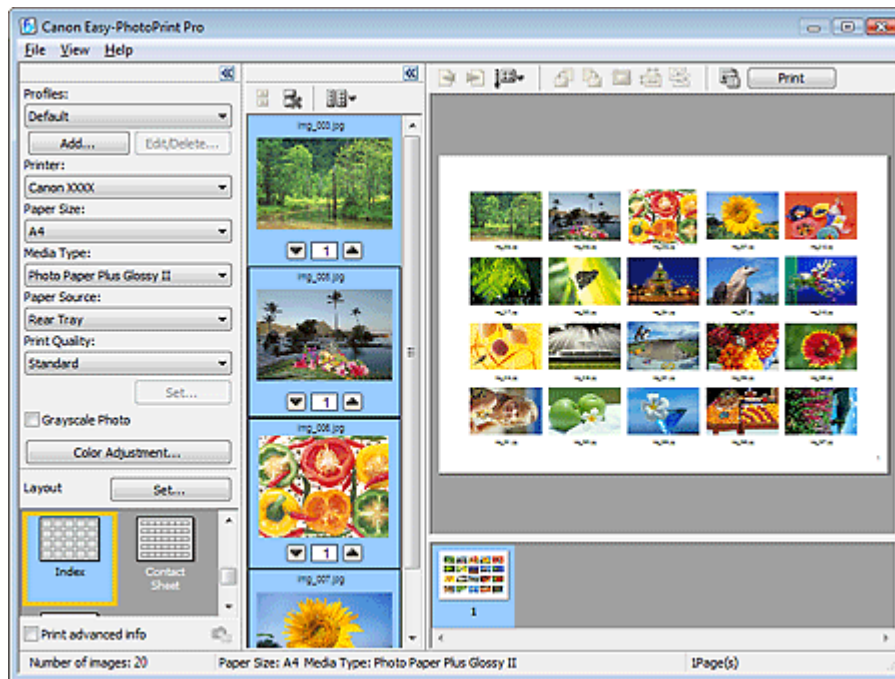 Canon Easy-PhotoPrint Pro
File View Help
Profiles:
Default
Add... Edit/Delete...
Printer:
Canon XXXX
Paper Size:
A4
Media Type:
Photo Paper Plus Glossy II
Paper Source:
Rear Tray
Print Quality:
Standard
Set...
Grayscale Photo
Color Adjustment...
Layout Set...
Index
Contact
Sheet
Print advanced info
img_003.jpg
1
1
img_006.jpg
1
img_007.jpg
Print
1
Number of images: 20 Paper Size: A4 Media Type: Photo Paper Plus Glossy II 1Page(s)